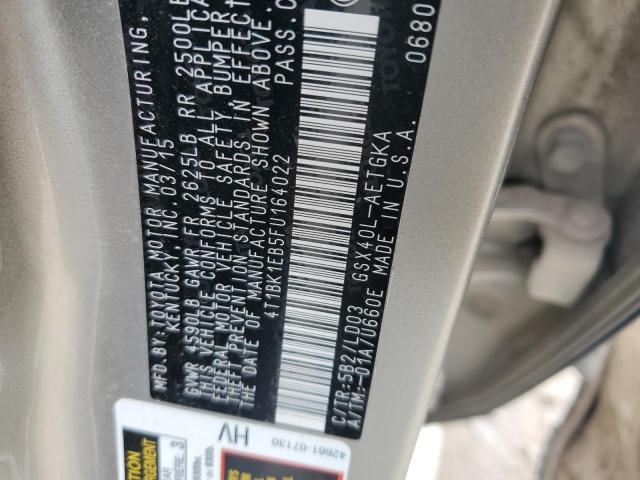 MFD. BY: TOYOTA MOTOR MANUFACTURING,
KENTUCKY, INC. 03/15
GVWR 4590LB GAWR FR 2625LB RR 2500LB
THIS VEHICLE CONFORMS TO ALL APPLICA
FEDERAL MOTOR VEHICLE SAFETY, BUMPER,
THEFT PREVENTION STANDARDS IN EFFECT
THE DATE OF MANUFACTURE SHOWN ABOVE.
4T1BK1EB5FU164022 PASS.C
C/TR:5B2/LD03 GSX40L-AETGKA
A/TM:-01A/U660E MADE IN U.S.A. 0680
HV 42661-07130